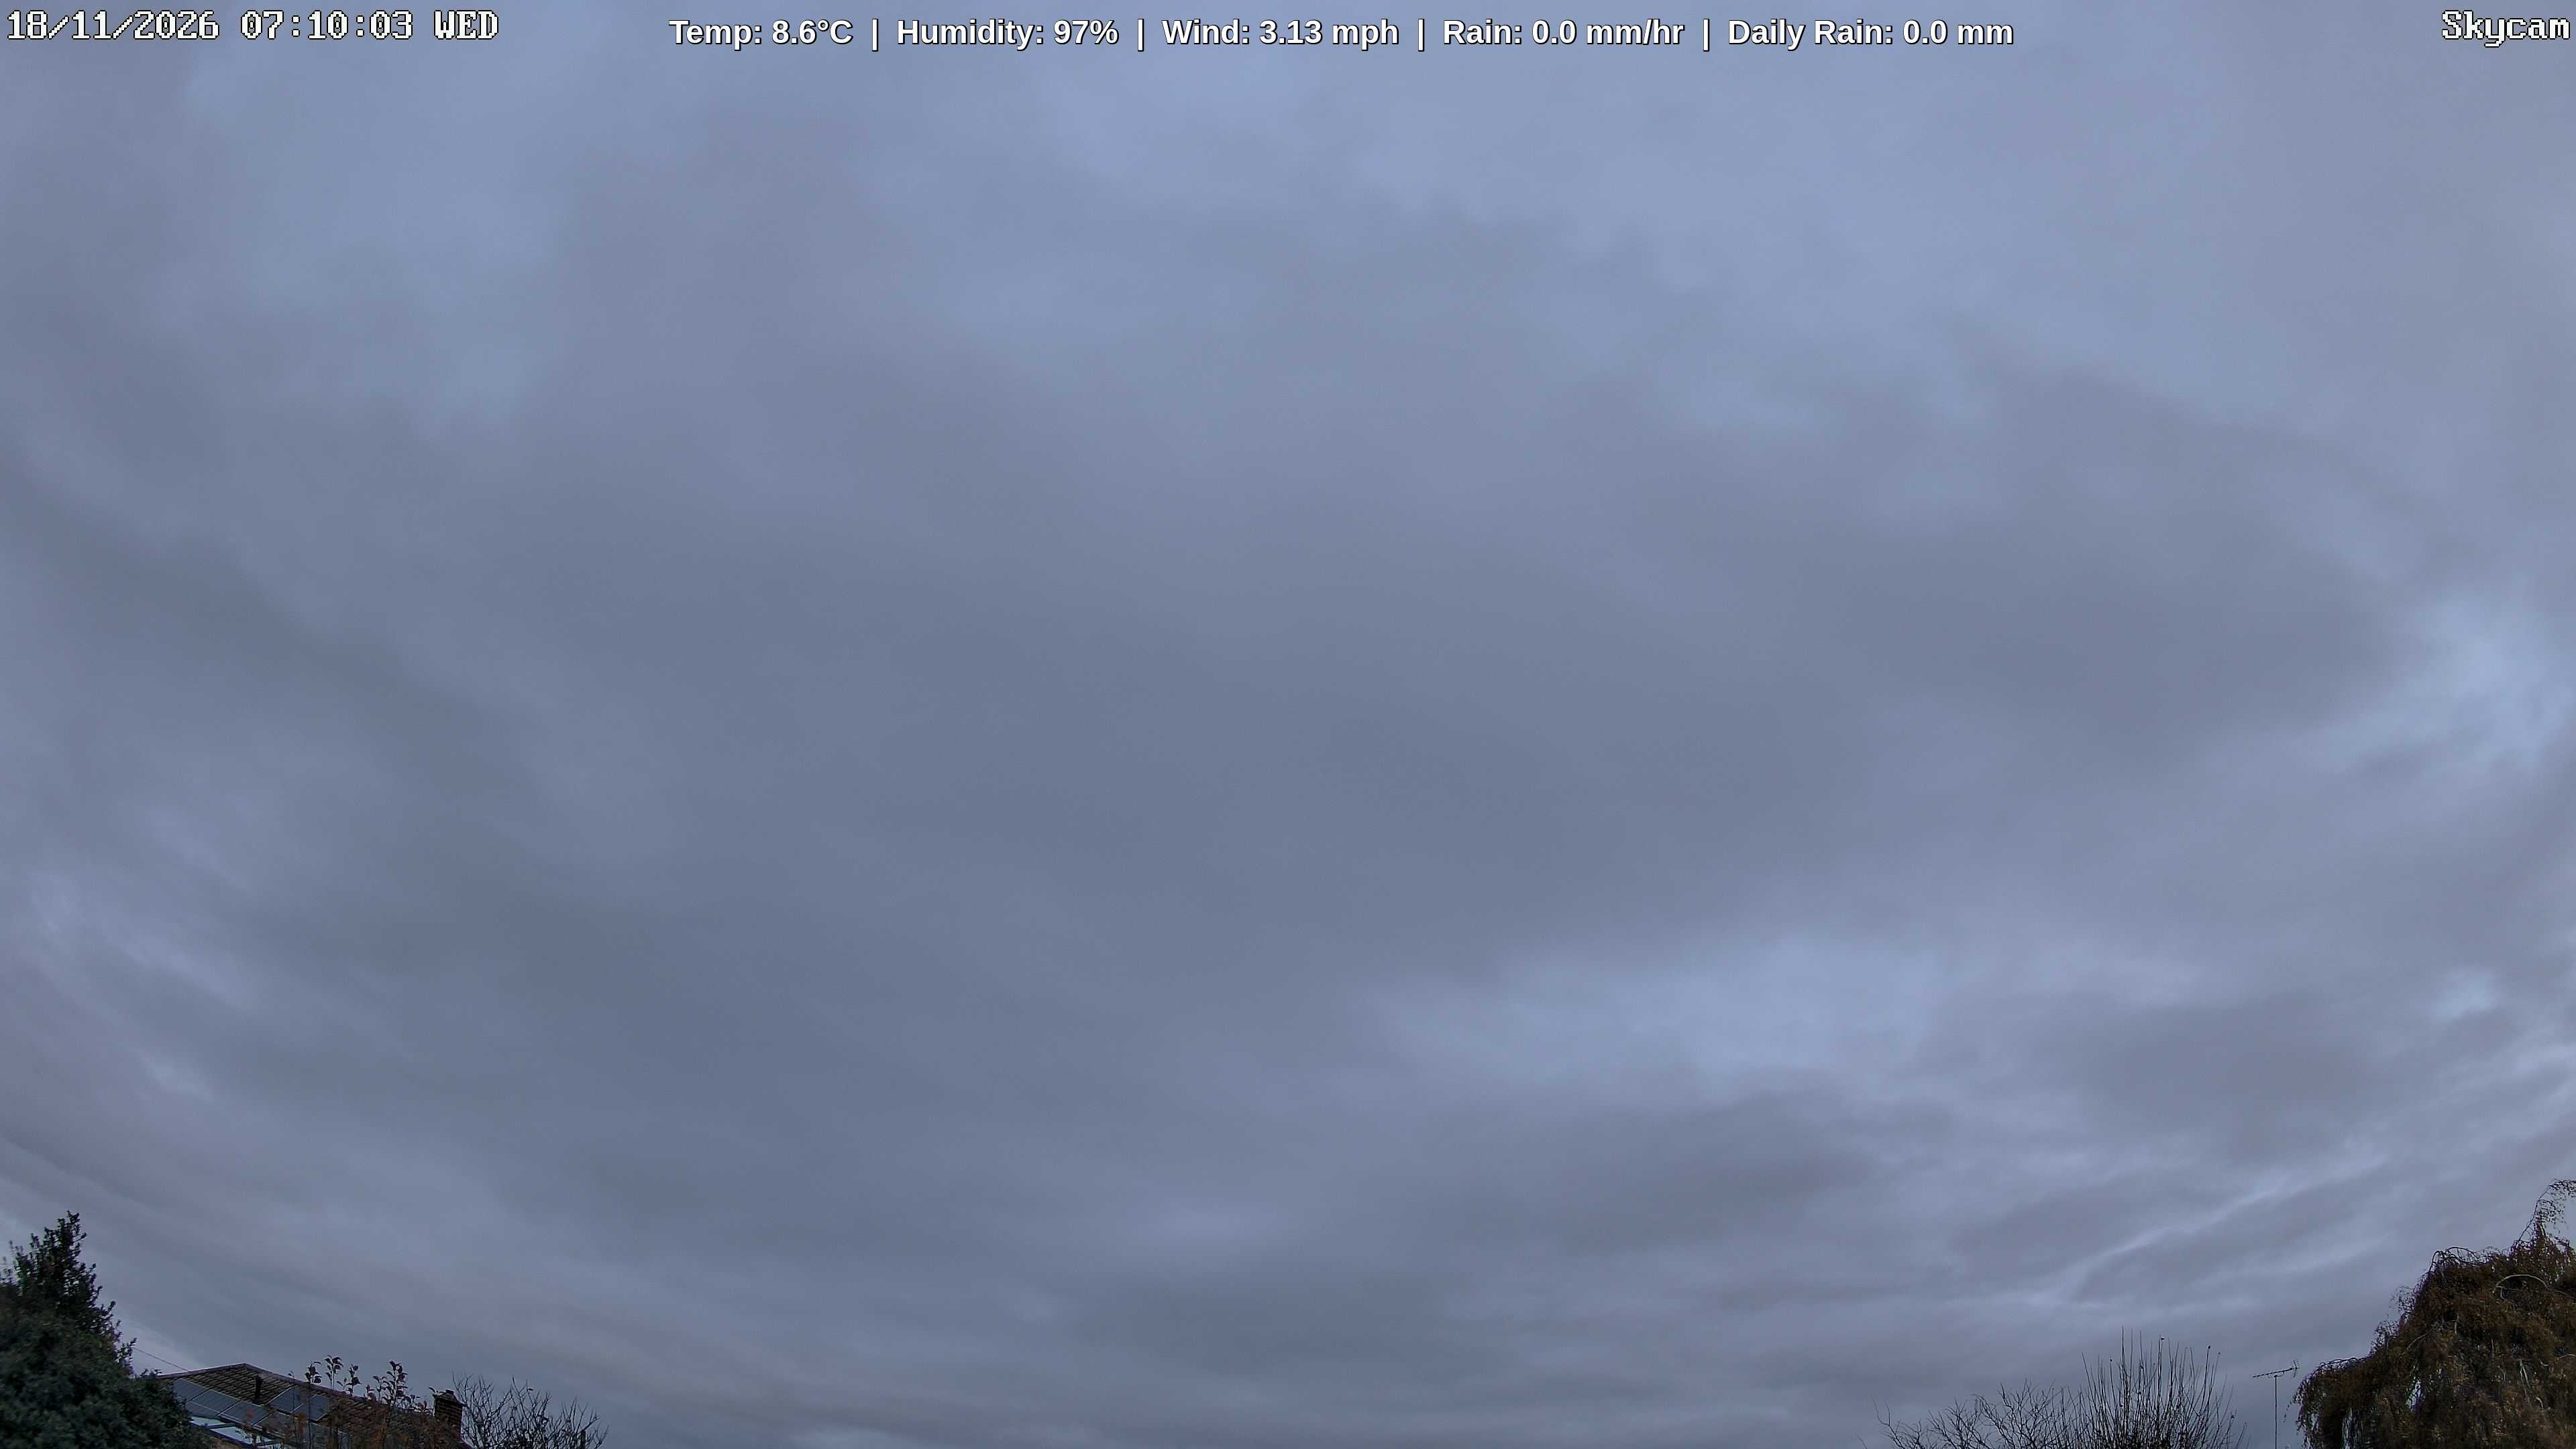 18/11/2026 07:10:03 WED
Temp: 8.6°C | Humidity: 97% | Wind: 3.13 mph | Rain: 0.0 mm/hr | Daily Rain: 0.0 mm
Skycam